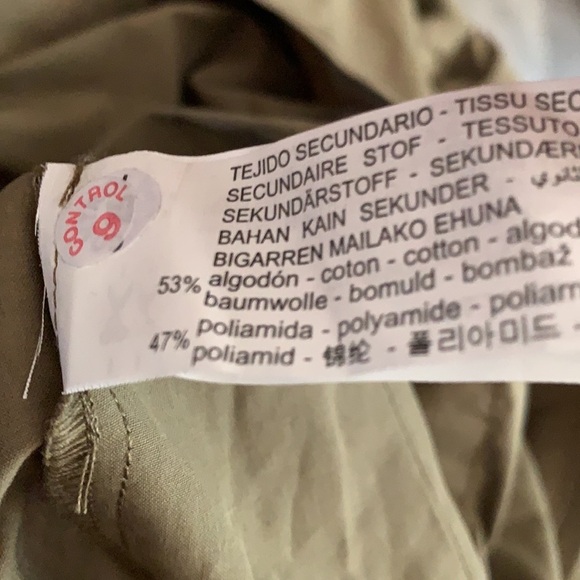 CONTROL
9
TEJIDO SECUNDARIO - TISSU SEC
SECUNDAIRE STOF - TESSUTO
SEKUNDÄRSTOFF - SEKUNDÆR
BAHAN KAIN SEKUNDER -
BIGARREN MAILAKO EHUNA
53% algodón - coton - cotton - algod
baumwolle - bomuld - bombaž
47% poliamida - polyamide - poliam
poliamid - 锦纶 - 폴리아미드 -